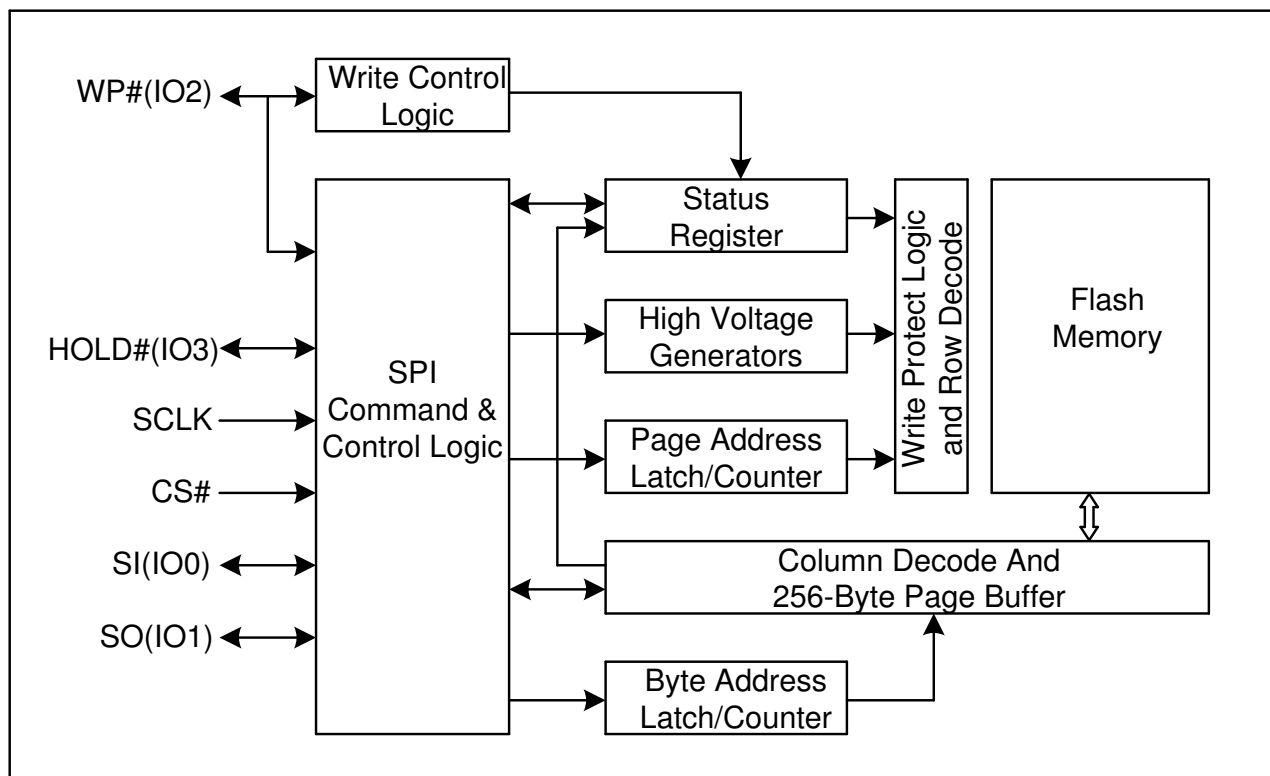 WP#(IO2)
Write Control
Logic
Status
Register
Write Protect Logic
and Row Decode
Flash
Memory
High Voltage
Generators
HOLD#(IO3)
SPI
Command &
Control Logic
SCLK
Page Address
Latch/Counter
CS#
SI(IO0)
Column Decode And
256-Byte Page Buffer
SO(IO1)
Byte Address
Latch/Counter